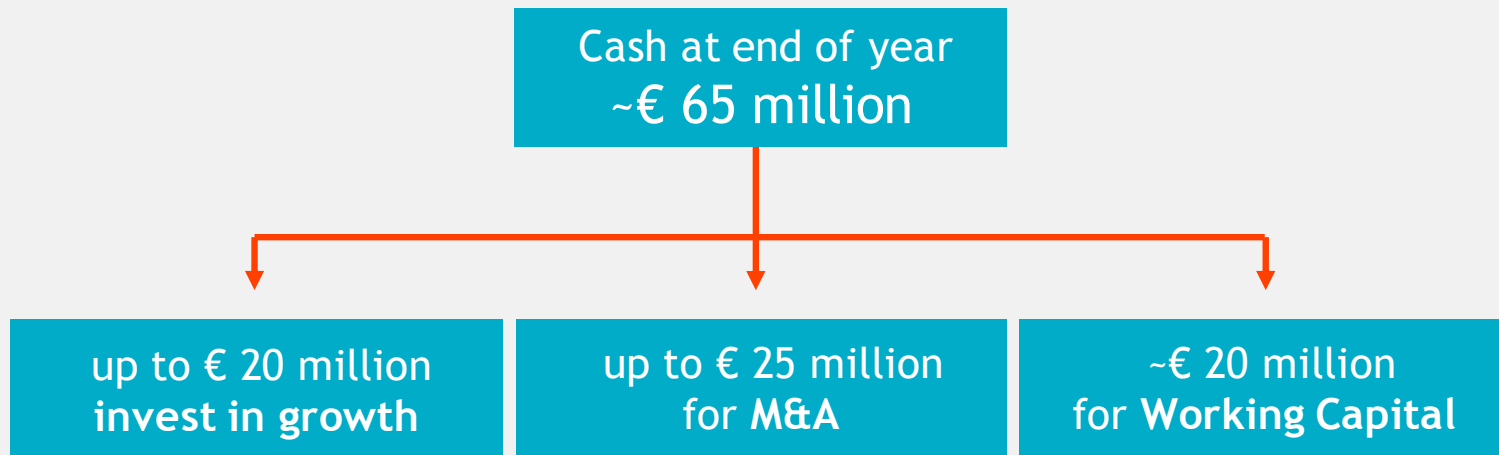 Cash at end of year
~€ 65 million
up to € 20 million
invest in growth
up to € 25 million
for M&A
~€ 20 million
for Working Capital